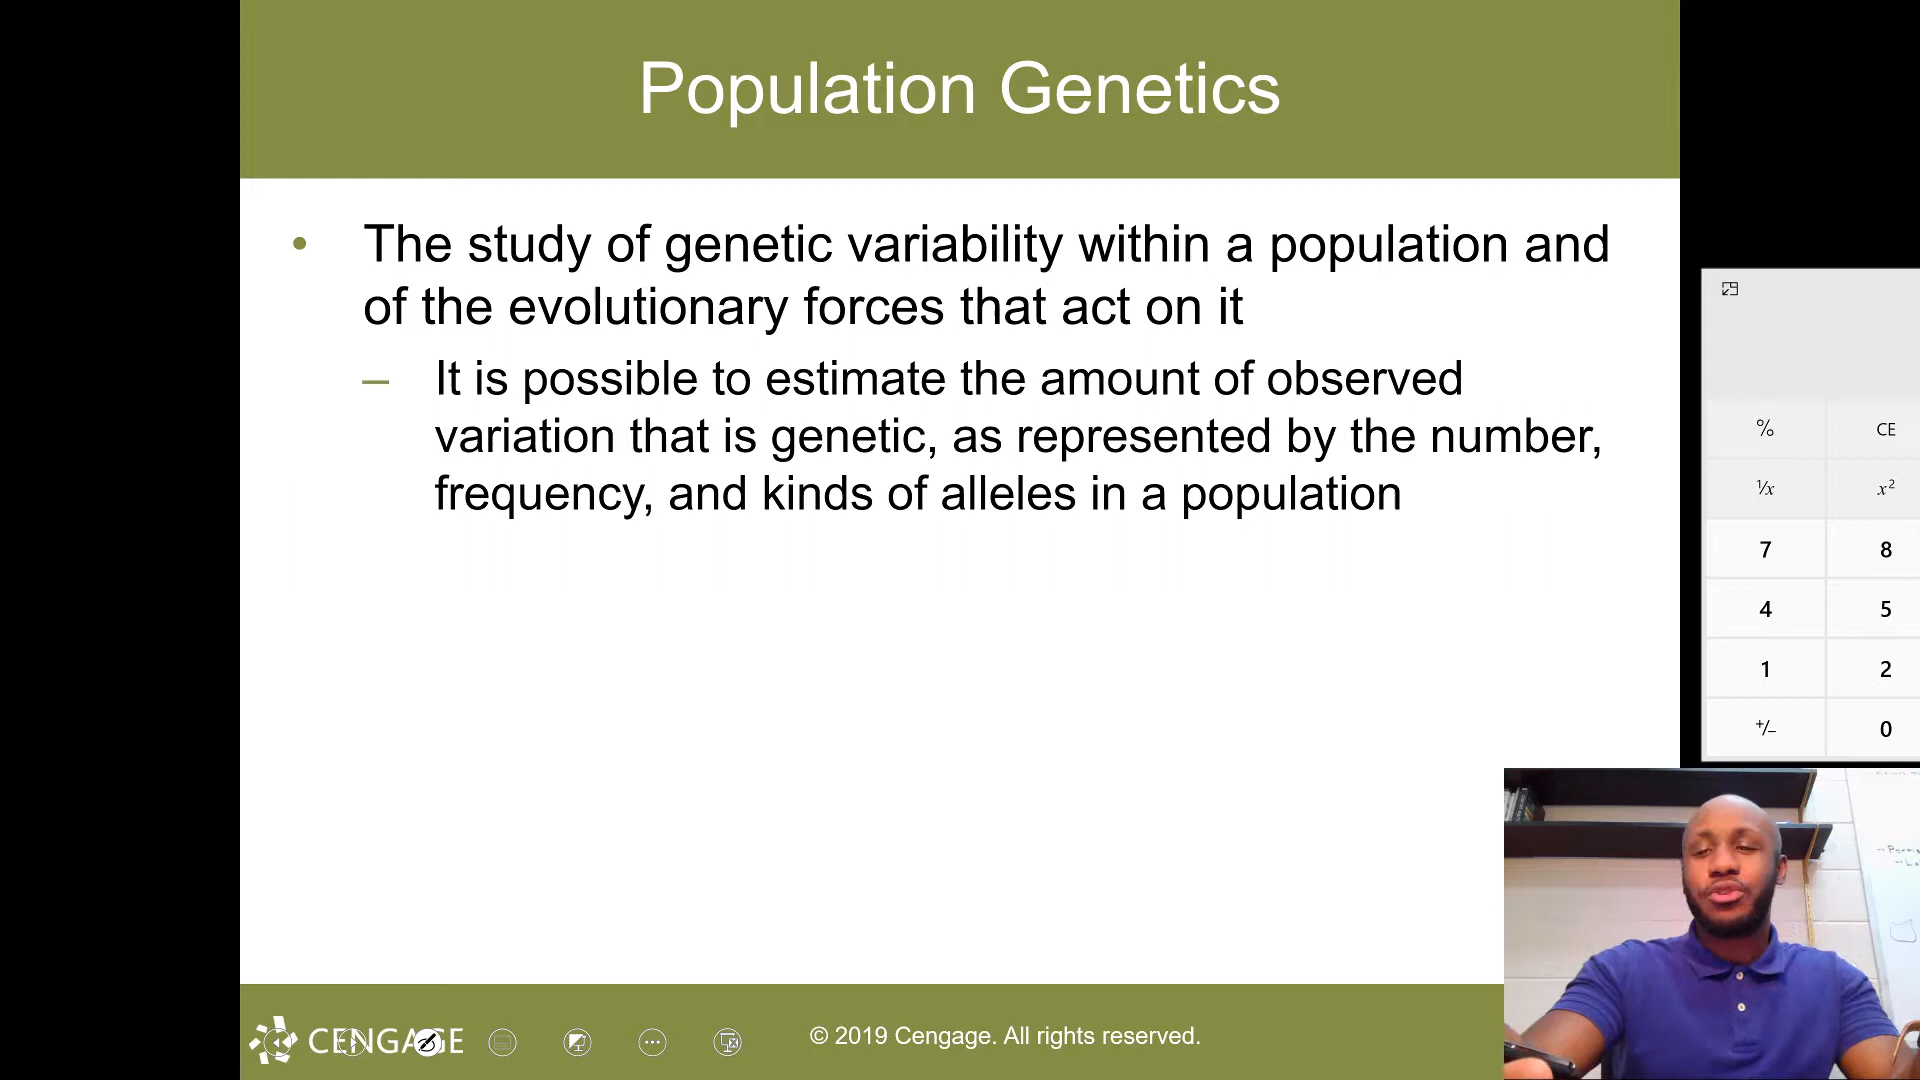 Population Genetics
• The study of genetic variability within a population and
of the evolutionary forces that act on it
– It is possible to estimate the amount of observed
variation that is genetic, as represented by the number,
frequency, and kinds of alleles in a population
% CE
1/x x²
7 8
4 5
1 2
+/− 0
CENGAGE
© 2019 Cengage. All rights reserved.